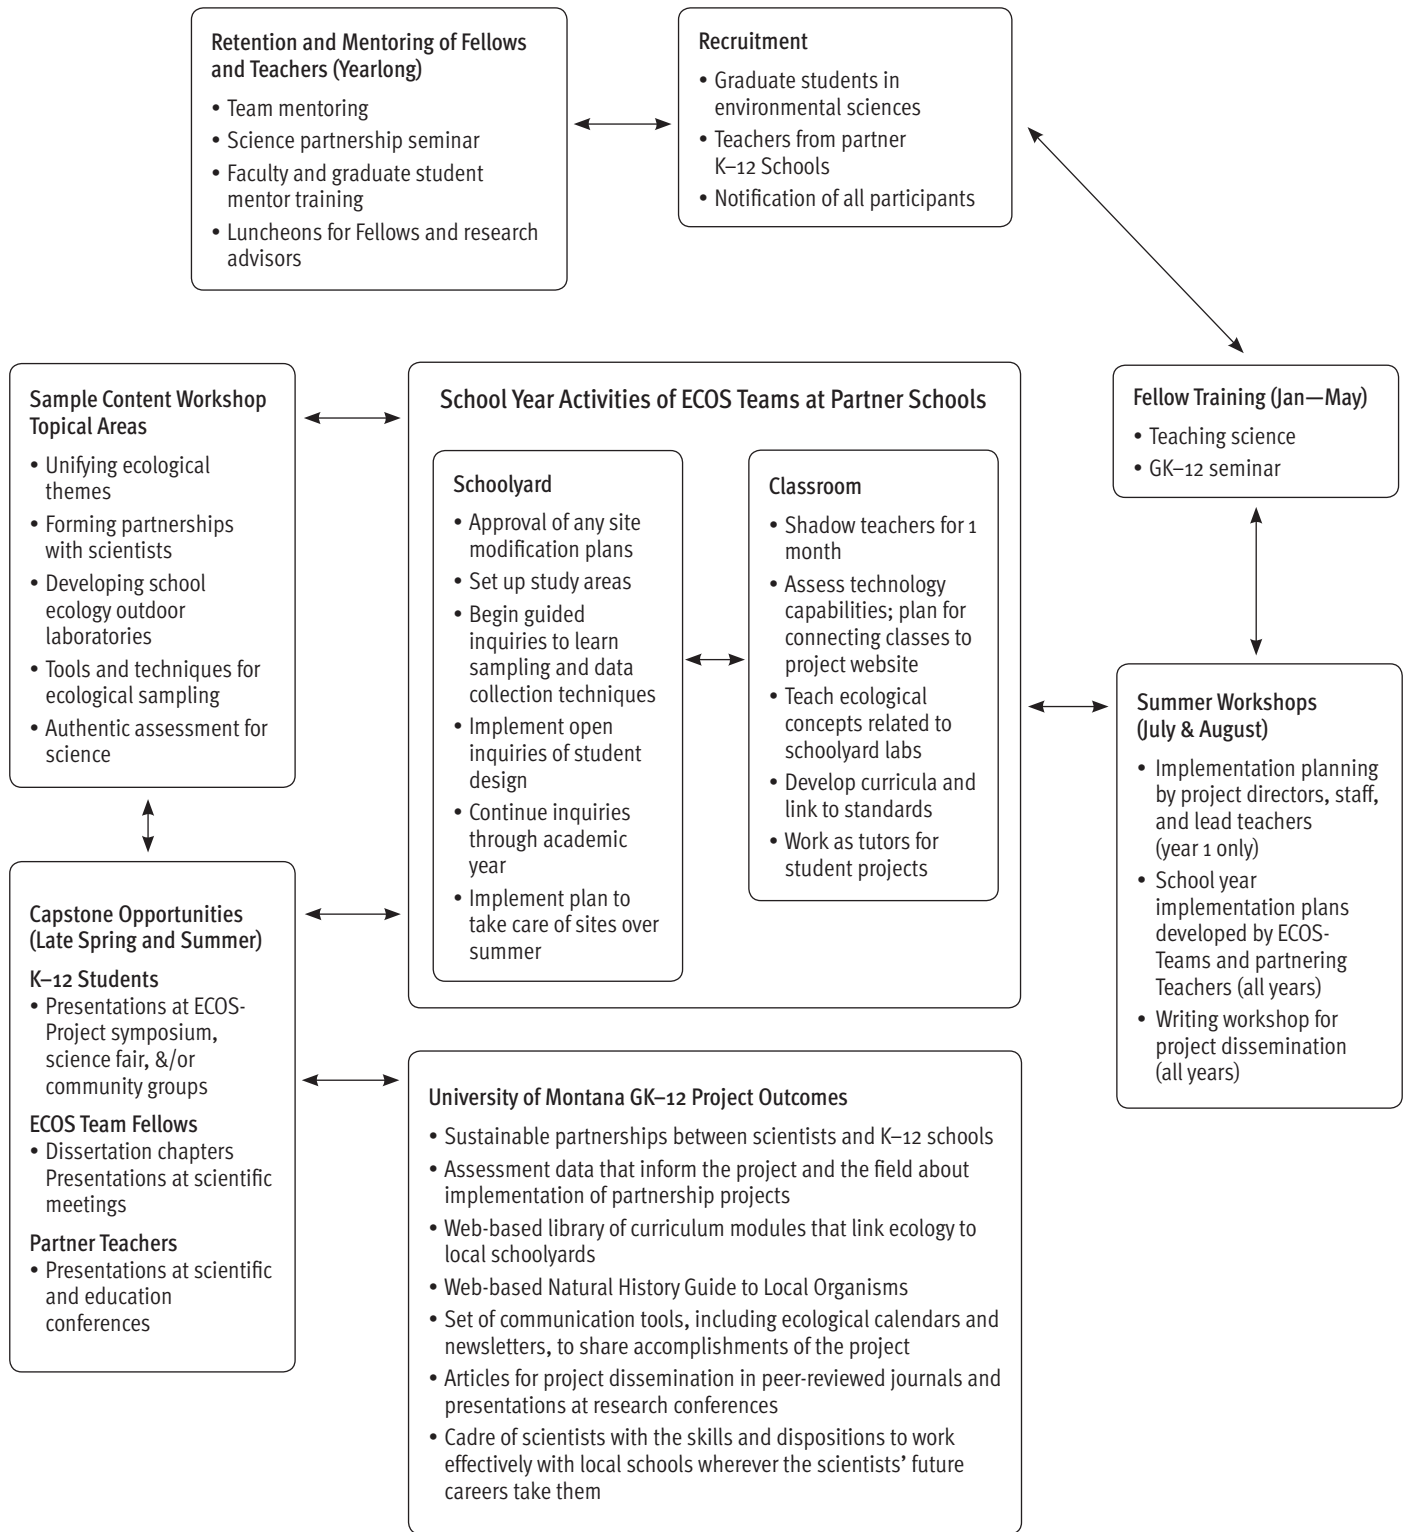 Retention and Mentoring of Fellows
and Teachers (Yearlong)
• Team mentoring
• Science partnership seminar
• Faculty and graduate student
mentor training
• Luncheons for Fellows and research
advisors
Recruitment
• Graduate students in
environmental sciences
• Teachers from partner
K–12 Schools
• Notification of all participants
Sample Content Workshop
Topical Areas
• Unifying ecological
themes
• Forming partnerships
with scientists
• Developing school
ecology outdoor
laboratories
• Tools and techniques for
ecological sampling
• Authentic assessment for
science
School Year Activities of ECOS Teams at Partner Schools
Schoolyard
• Approval of any site
modification plans
• Set up study areas
• Begin guided
inquiries to learn
sampling and data
collection techniques
• Implement open
inquiries of student
design
• Continue inquiries
through academic
year
• Implement plan to
take care of sites over
summer
Classroom
• Shadow teachers for 1
month
• Assess technology
capabilities; plan for
connecting classes to
project website
• Teach ecological
concepts related to
schoolyard labs
• Develop curricula and
link to standards
• Work as tutors for
student projects
Fellow Training (Jan—May)
• Teaching science
• GK–12 seminar
Summer Workshops
(July & August)
• Implementation planning
by project directors, staff,
and lead teachers
(year 1 only)
• School year
implementation plans
developed by ECOS-
Teams and partnering
Teachers (all years)
• Writing workshop for
project dissemination
(all years)
Capstone Opportunities
(Late Spring and Summer)
K–12 Students
• Presentations at ECOS-
Project symposium,
science fair, &/or
community groups
ECOS Team Fellows
• Dissertation chapters
Presentations at scientific
meetings
Partner Teachers
• Presentations at scientific
and education
conferences
University of Montana GK–12 Project Outcomes
• Sustainable partnerships between scientists and K–12 schools
• Assessment data that inform the project and the field about
implementation of partnership projects
• Web-based library of curriculum modules that link ecology to
local schoolyards
• Web-based Natural History Guide to Local Organisms
• Set of communication tools, including ecological calendars and
newsletters, to share accomplishments of the project
• Articles for project dissemination in peer-reviewed journals and
presentations at research conferences
• Cadre of scientists with the skills and dispositions to work
effectively with local schools wherever the scientists’ future
careers take them